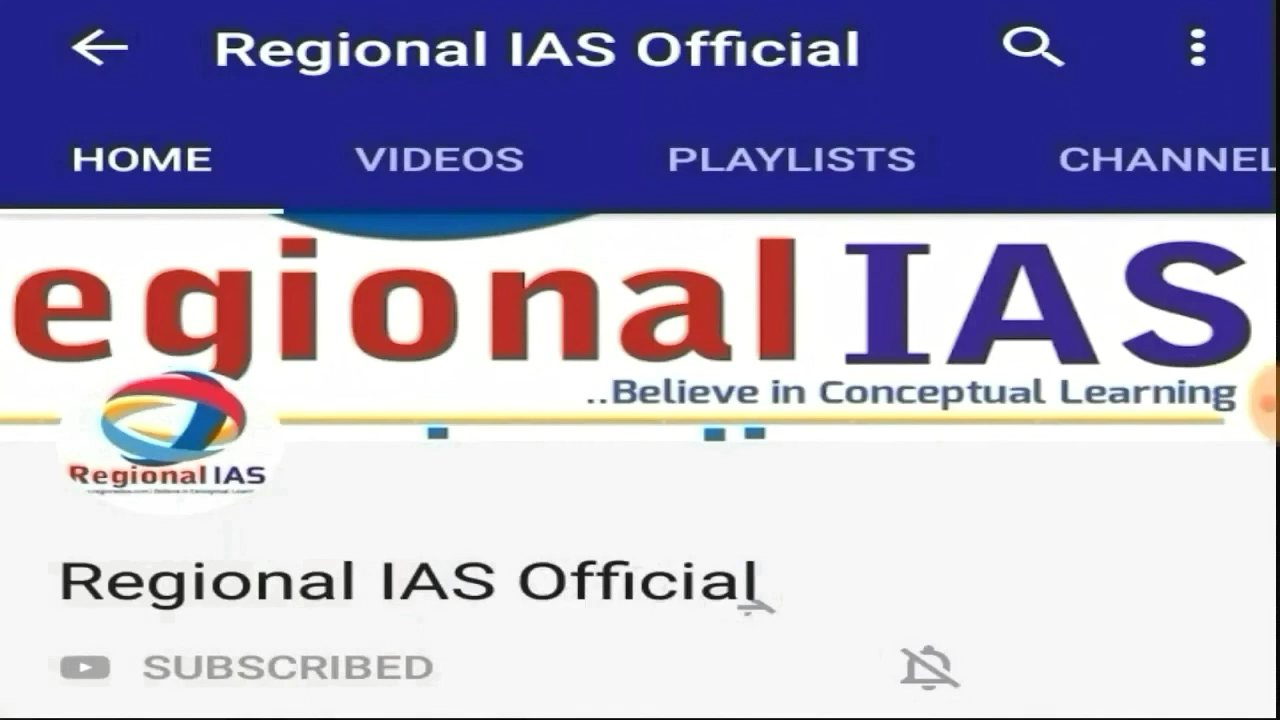 Regional IAS Official
HOME VIDEOS PLAYLISTS CHANNEL
egional IAS
..Believe in Conceptual Learning
Regional IAS
Regional IAS Official
SUBSCRIBED